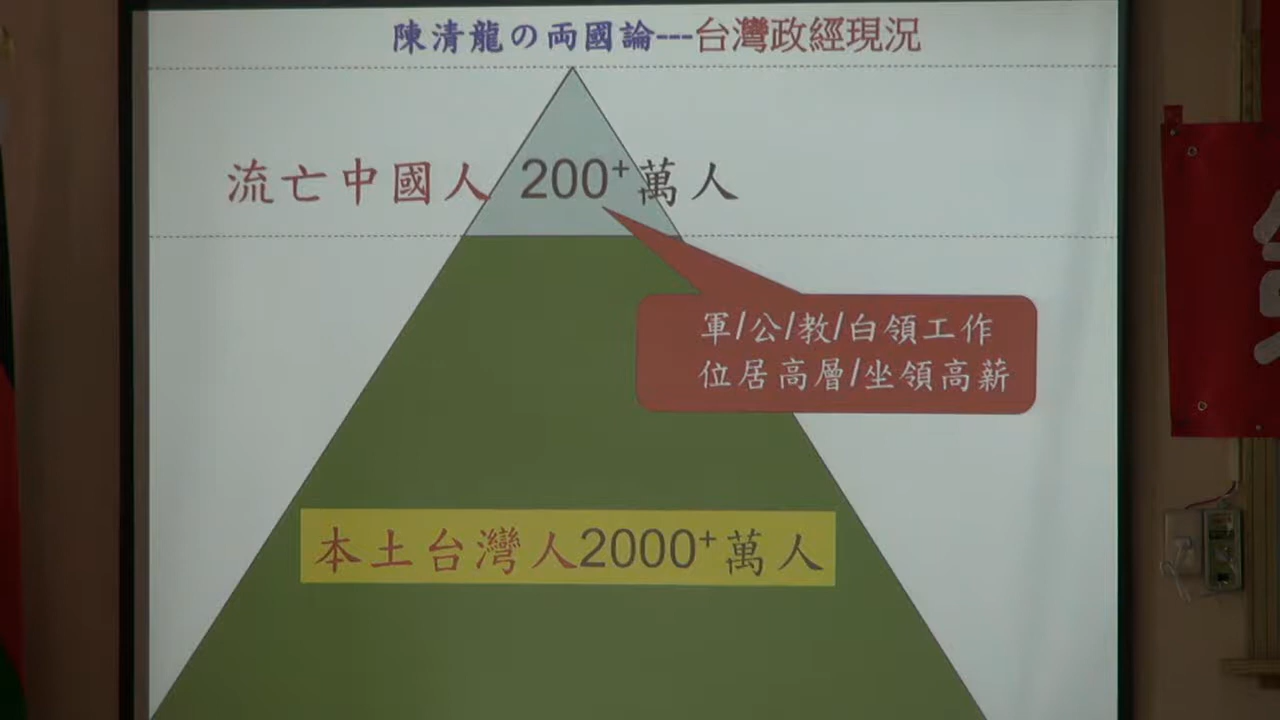 陳清龍の両國論---台灣政經現況
流亡中國人 200⁺萬人
軍/公/教/白領工作
位居高層/坐領高薪
本土台灣人2000⁺萬人